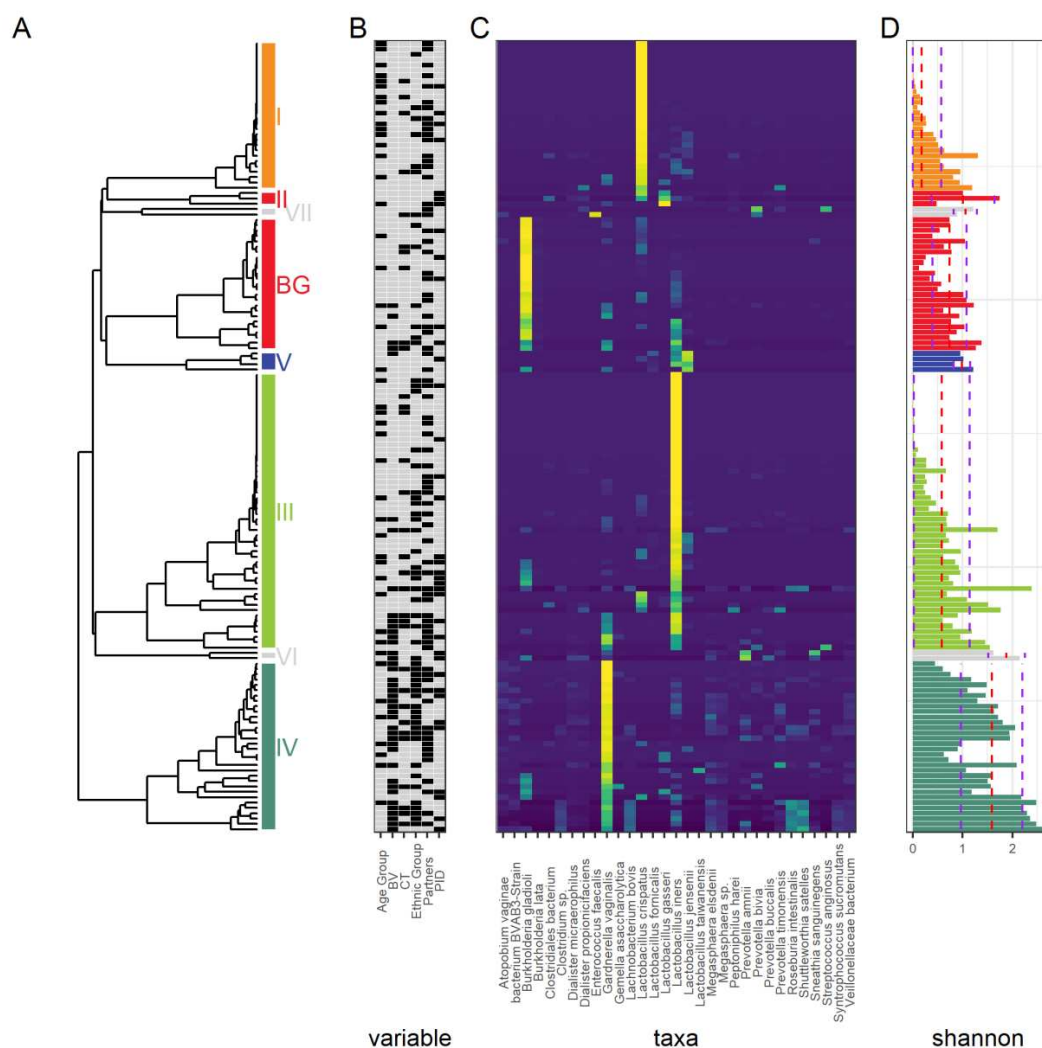 A
B
C
D
I
II
VII
BG
V
III
VI
IV
Age Group
BV
CT
Ethnic Group
Partners
PID
Atopobium vaginae
bacterium BVAB3-Strain
Burkholderia gladioli
Burkholderia lata
Clostridiales bacterium
Clostridium sp.
Dialister micraerophilus
Dialister propionicifaciens
Enterococcus faecalis
Gardnerella vaginalis
Gemella asaccharolytica
Lachnobacterium bovis
Lactobacillus crispatus
Lactobacillus fornicalis
Lactobacillus gasseri
Lactobacillus iners
Lactobacillus jensenii
Lactobacillus taiwanensis
Megasphaera elsdenii
Megasphaera sp.
Peptoniphilus harei
Prevotella amnii
Prevotella bivia
Prevotella buccalis
Prevotella timonensis
Roseburia intestinalis
Shuttleworthia satelles
Sneathia sanguinegens
Streptococcus anginosus
Syntrophococcus sucromutans
Veillonellaceae bacterium
0 1 2
variable
taxa
shannon